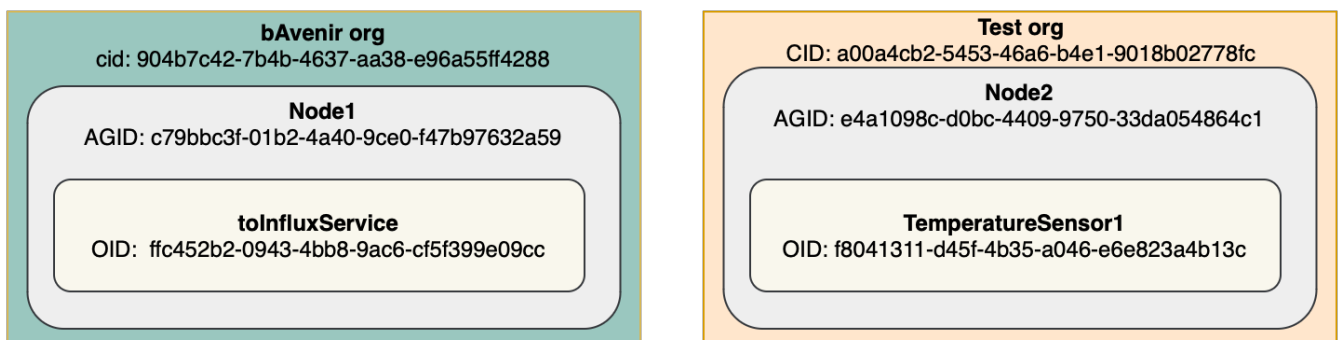 bAvenir org
cid: 904b7c42-7b4b-4637-aa38-e96a55ff4288
Node1
AGID: c79bbc3f-01b2-4a40-9ce0-f47b97632a59
toInfluxService
OID: ffc452b2-0943-4bb8-9ac6-cf5f399e09cc
Test org
CID: a00a4cb2-5453-46a6-b4e1-9018b02778fc
Node2
AGID: e4a1098c-d0bc-4409-9750-33da054864c1
TemperatureSensor1
OID: f8041311-d45f-4b35-a046-e6e823a4b13c